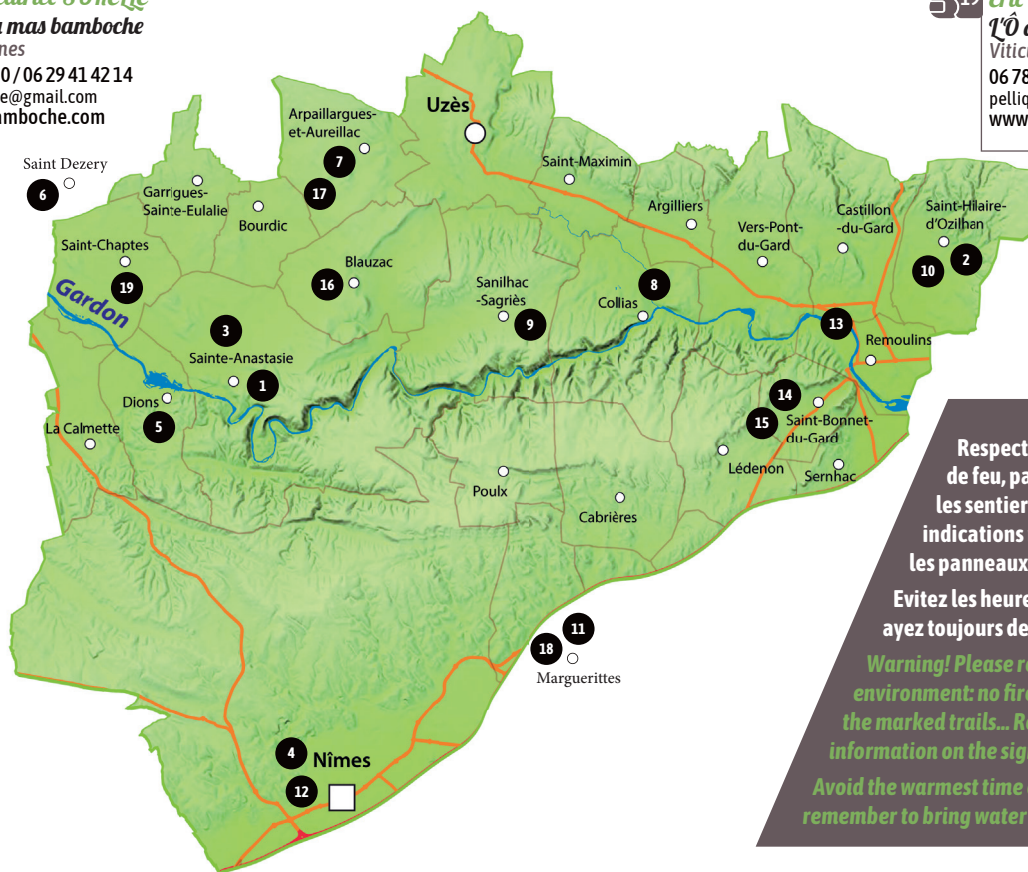 mas bamboche
nes
0 / 06 29 41 42 14
e@gmail.com
amboche.com
19
L'Ô
Vitic
06 78
pelliq
www.
Uzès
Arpaillargues-
et-Aureillac
7
17
Saint Dezery
6
Garrigues-
Sainte-Eulalie
Bourdic
Saint-Maximin
Argilliers
Vers-Pont-
du-Gard
Castillon
-du-Gard
Saint-Hilaire-
d'Ozilhan
2
10
Saint-Chaptes
19
Gardon
Blauzac
16
Sanilhac
-Sagriès
9
8
Collias
13
Remoulins
3
Sainte-Anastasie
1
Dions
5
La Calmette
14
15
Saint-Bonnet-
du-Gard
Lédenon
Sernhac
Poulx
Cabrières
11
18
Marguerittes
4
Nîmes
12
Respect
de feu, pa
les sentier
indications
les panneaux
Evitez les heure
ayez toujours de
Warning! Please re
environment: no fire
the marked trails... Re
information on the sig
Avoid the warmest time
remember to bring water